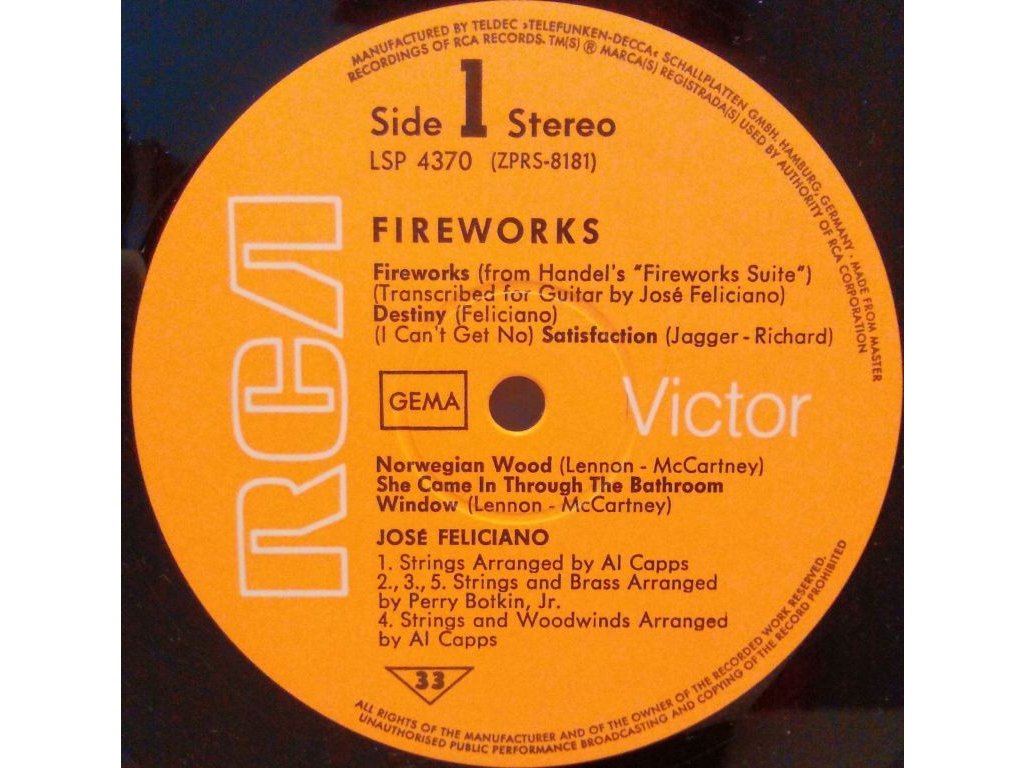 MANUFACTURED BY TELDEC ›TELEFUNKEN-DECCA‹ SCHALLPLATTEN GMBH. HAMBURG, GERMANY · MADE FROM MASTER
RECORDINGS OF RCA RECORDS. TM(S) ® MARCA(S) REGISTRADA(S) USED BY AUTHORITY OF RCA CORPORATION
Side 1 Stereo
LSP 4370 (ZPRS-8181)
RCA
FIREWORKS
Fireworks (from Handel's "Fireworks Suite")
(Transcribed for Guitar by José Feliciano)
Destiny (Feliciano)
(I Can't Get No) Satisfaction (Jagger - Richard)
GEMA
Victor
Norwegian Wood (Lennon - McCartney)
She Came In Through The Bathroom
Window (Lennon - McCartney)
JOSÉ FELICIANO
1. Strings Arranged by Al Capps
2., 3., 5. Strings and Brass Arranged
by Perry Botkin, Jr.
4. Strings and Woodwinds Arranged
by Al Capps
33
ALL RIGHTS OF THE MANUFACTURER AND OF THE OWNER OF THE RECORDED WORK RESERVED.
UNAUTHORISED PUBLIC PERFORMANCE BROADCASTING AND COPYING OF THE RECORD PROHIBITED